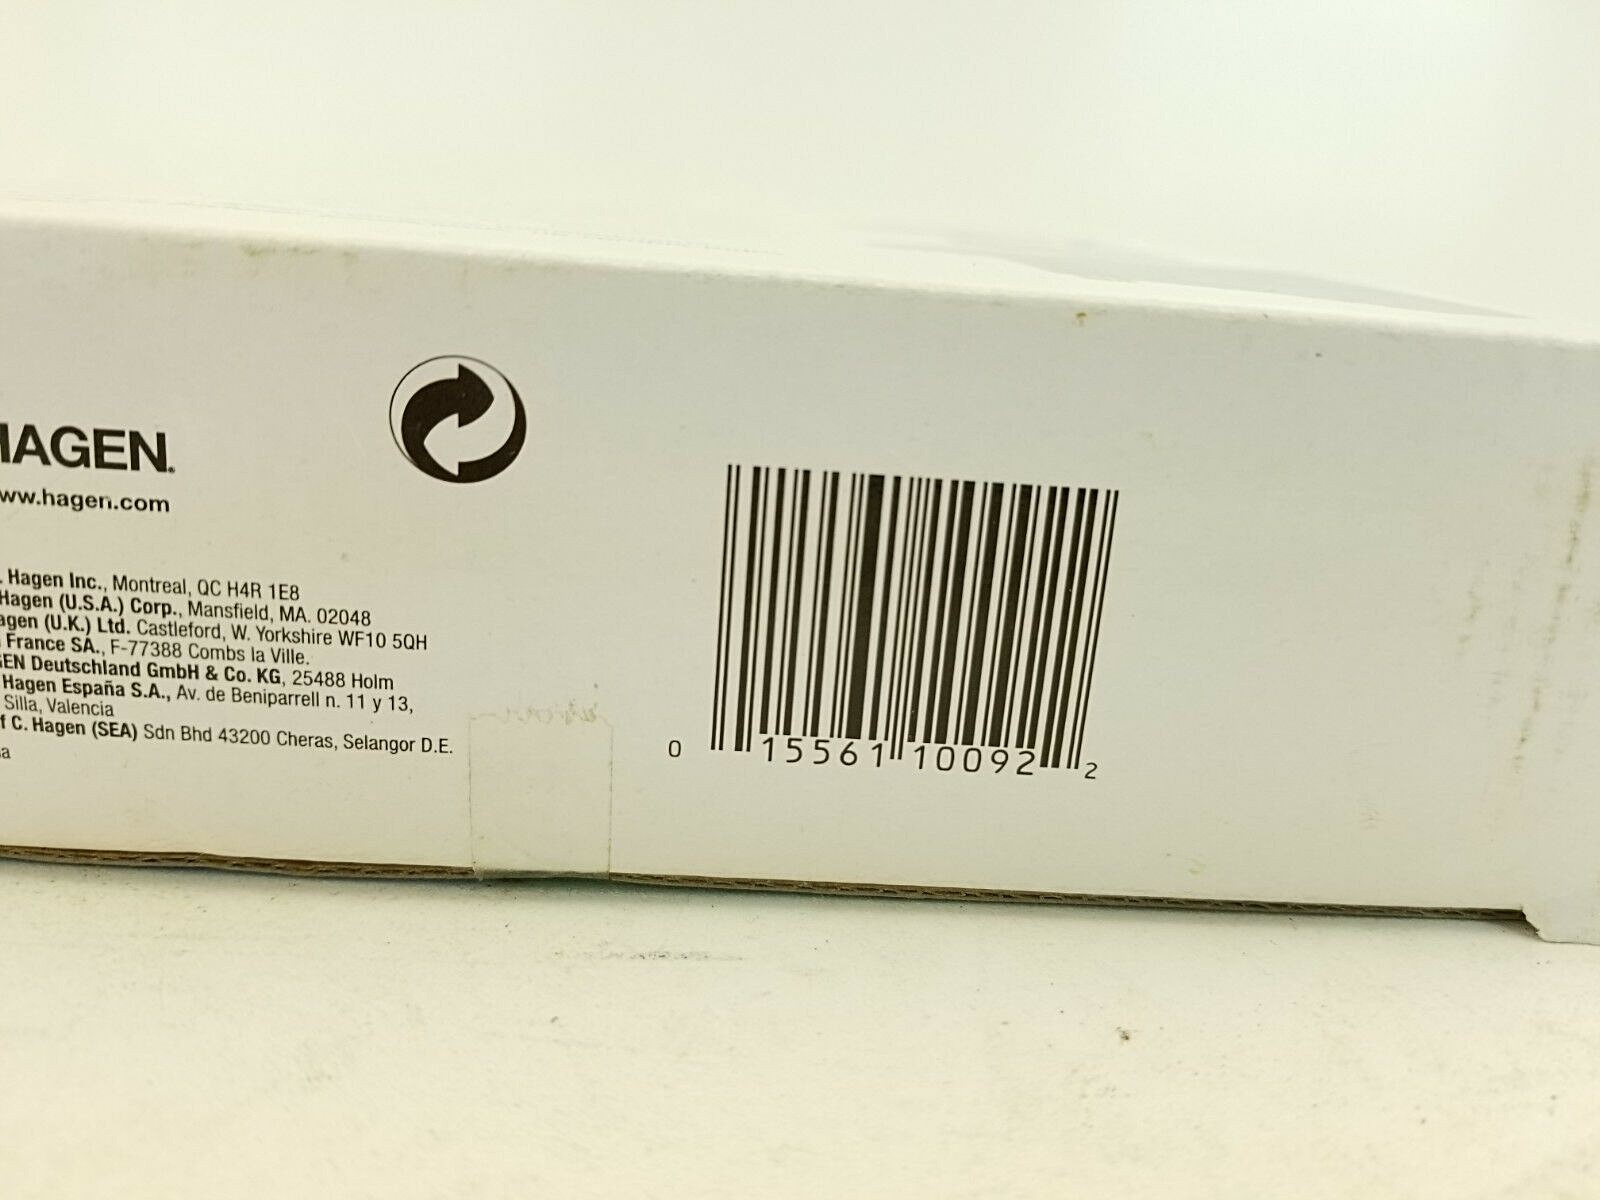 HAGEN.
www.hagen.com
. Hagen Inc., Montreal, QC H4R 1E8
Hagen (U.S.A.) Corp., Mansfield, MA. 02048
agen (U.K.) Ltd. Castleford, W. Yorkshire WF10 5QH
France SA., F-77388 Combs la Ville.
GEN Deutschland GmbH & Co. KG, 25488 Holm
Hagen España S.A., Av. de Beniparrell n. 11 y 13,
Silla, Valencia
f C. Hagen (SEA) Sdn Bhd 43200 Cheras, Selangor D.E.
0 15561 10092 2